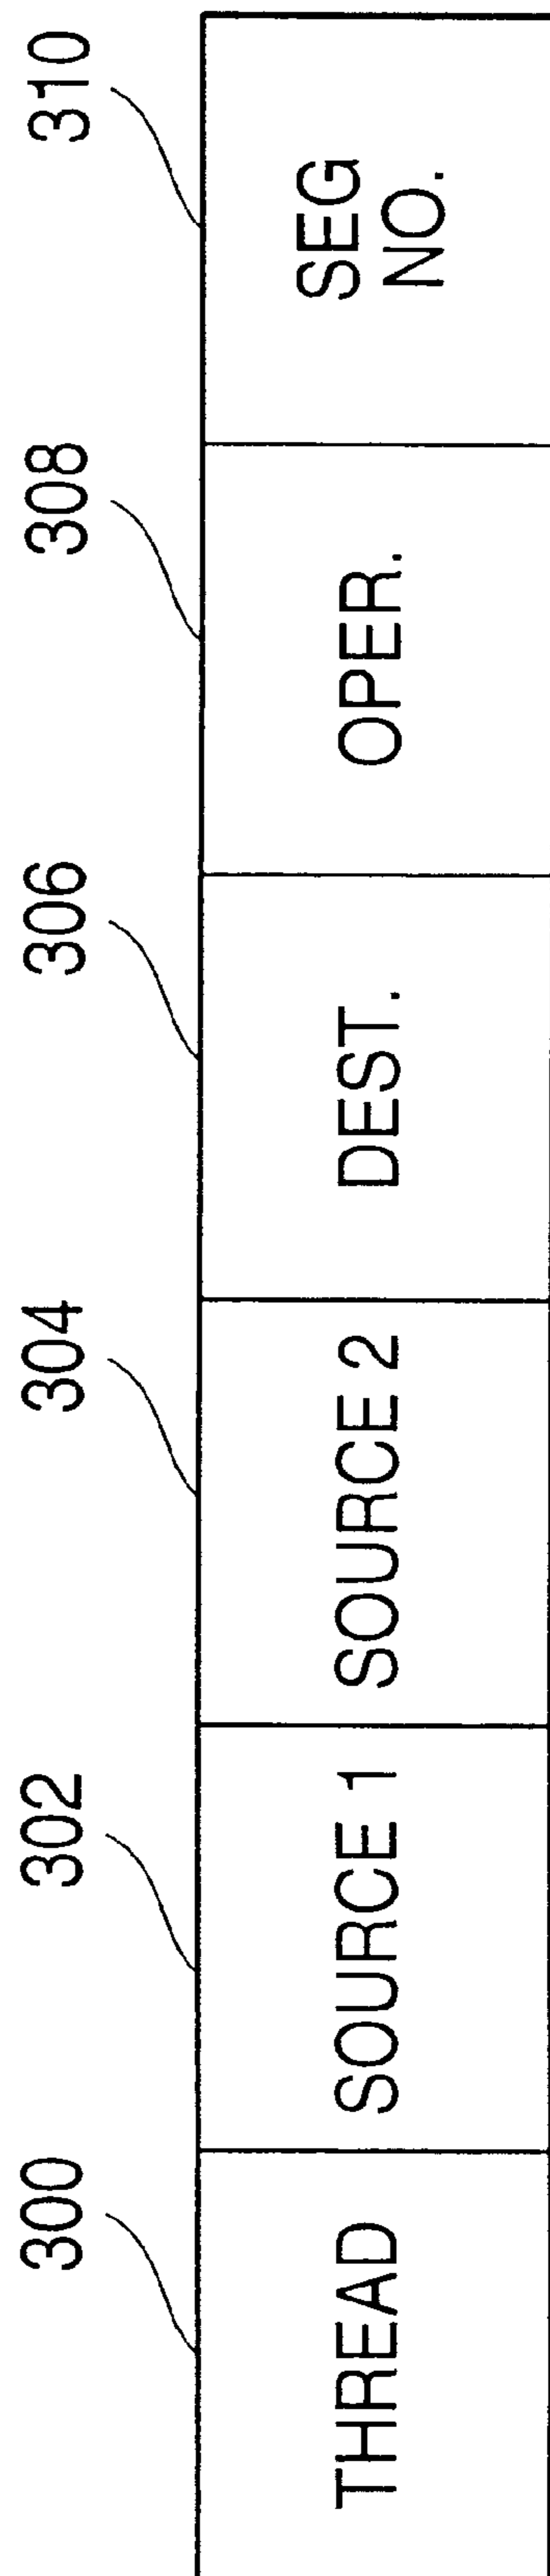 300 302 304 306 308 310
THREAD
SOURCE 1
SOURCE 2
DEST.
OPER.
SEG
NO.